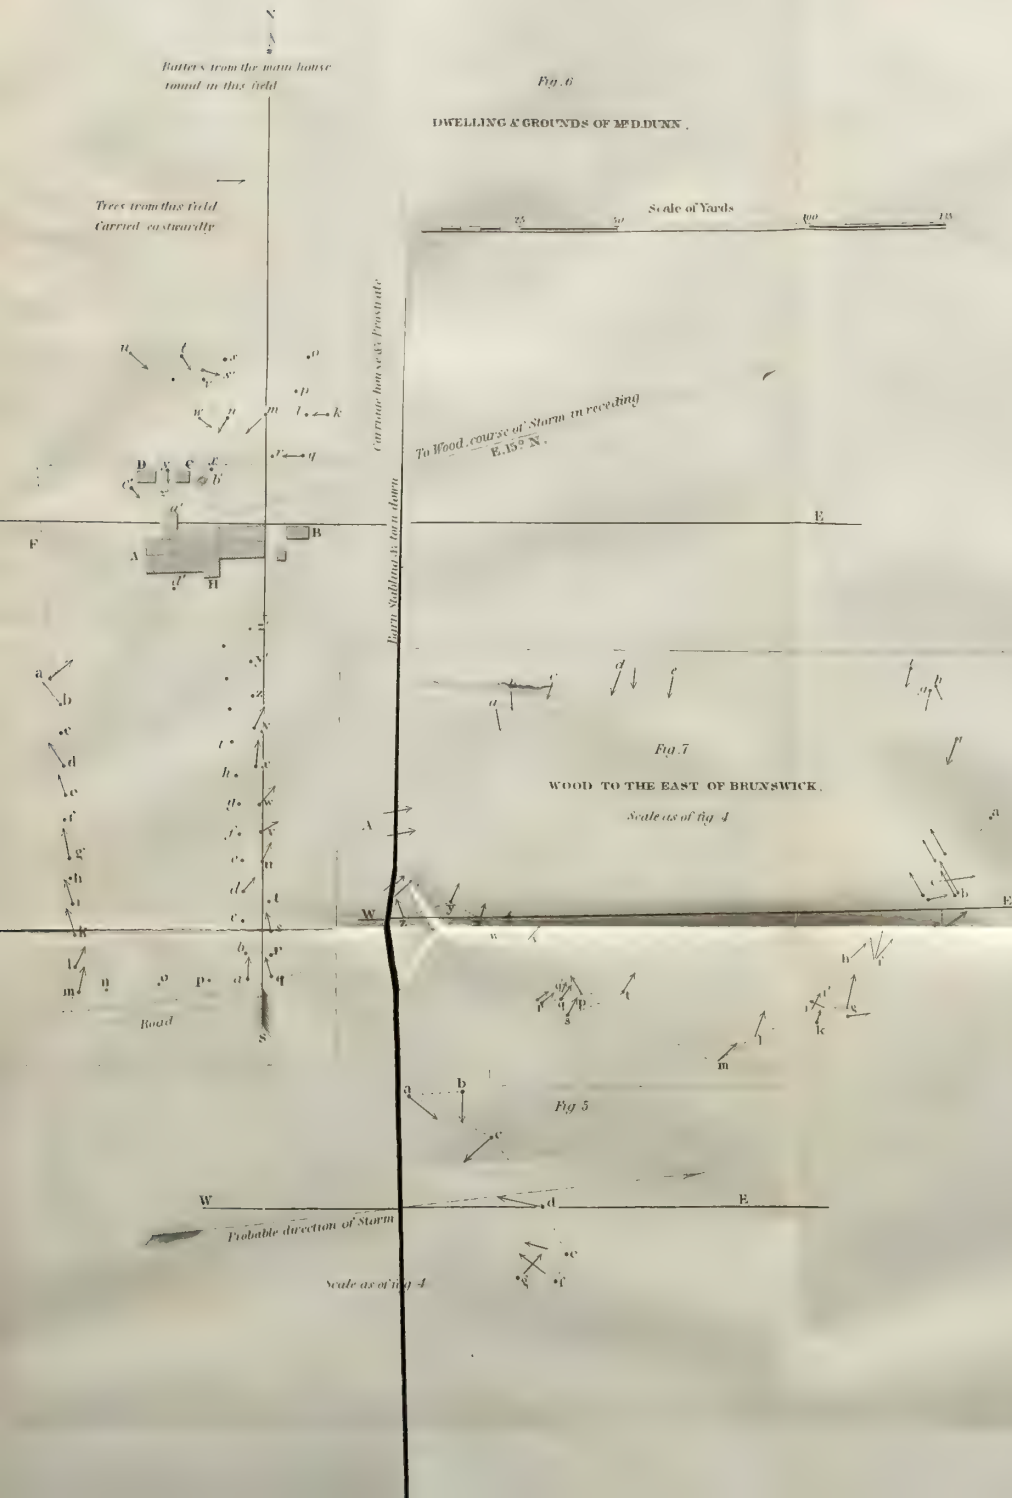 N
Rafters from the main house
found in this field
Fig. 6
DWELLING & GROUNDS OF MR D. DUNN.
Trees from this field
Carried eastwardly
Scale of Yards
25 50 100 125
Carriage house &c Prostrate
u t s o
r s'
p
w n m l k
r q
To Wood, course of Storm in receding
E. 15° N.
D y C x
c' b'
a'
E
F
A B
d' H
Barn Stabling &c torn down
a
b
c
d
e
f
g
h
i
k
l
m n o p
z
x
i
h v
g w
f v
e u
d t
c s
b r
a q
Road
S
a b c d e f g h
n
Fig. 7
WOOD TO THE EAST OF BRUNSWICK.
Scale as of fig 4
A
a
b
c
W E
z y
h i
r q p t
q'
s
i i' g
k
l
m
a b
Fig 5
c
W E
d
Probable direction of Storm
e
g f
Scale as of fig 4